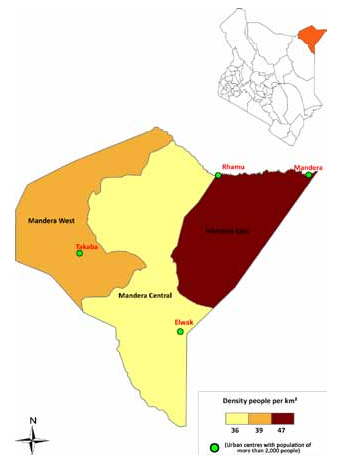 Rhamu
Mandera
Mandera West
Mandera East
Takaba
Mandera Central
Elwak
Density people per km²
36 39 47
(Urban centres with population of
more than 2,000 people)
N